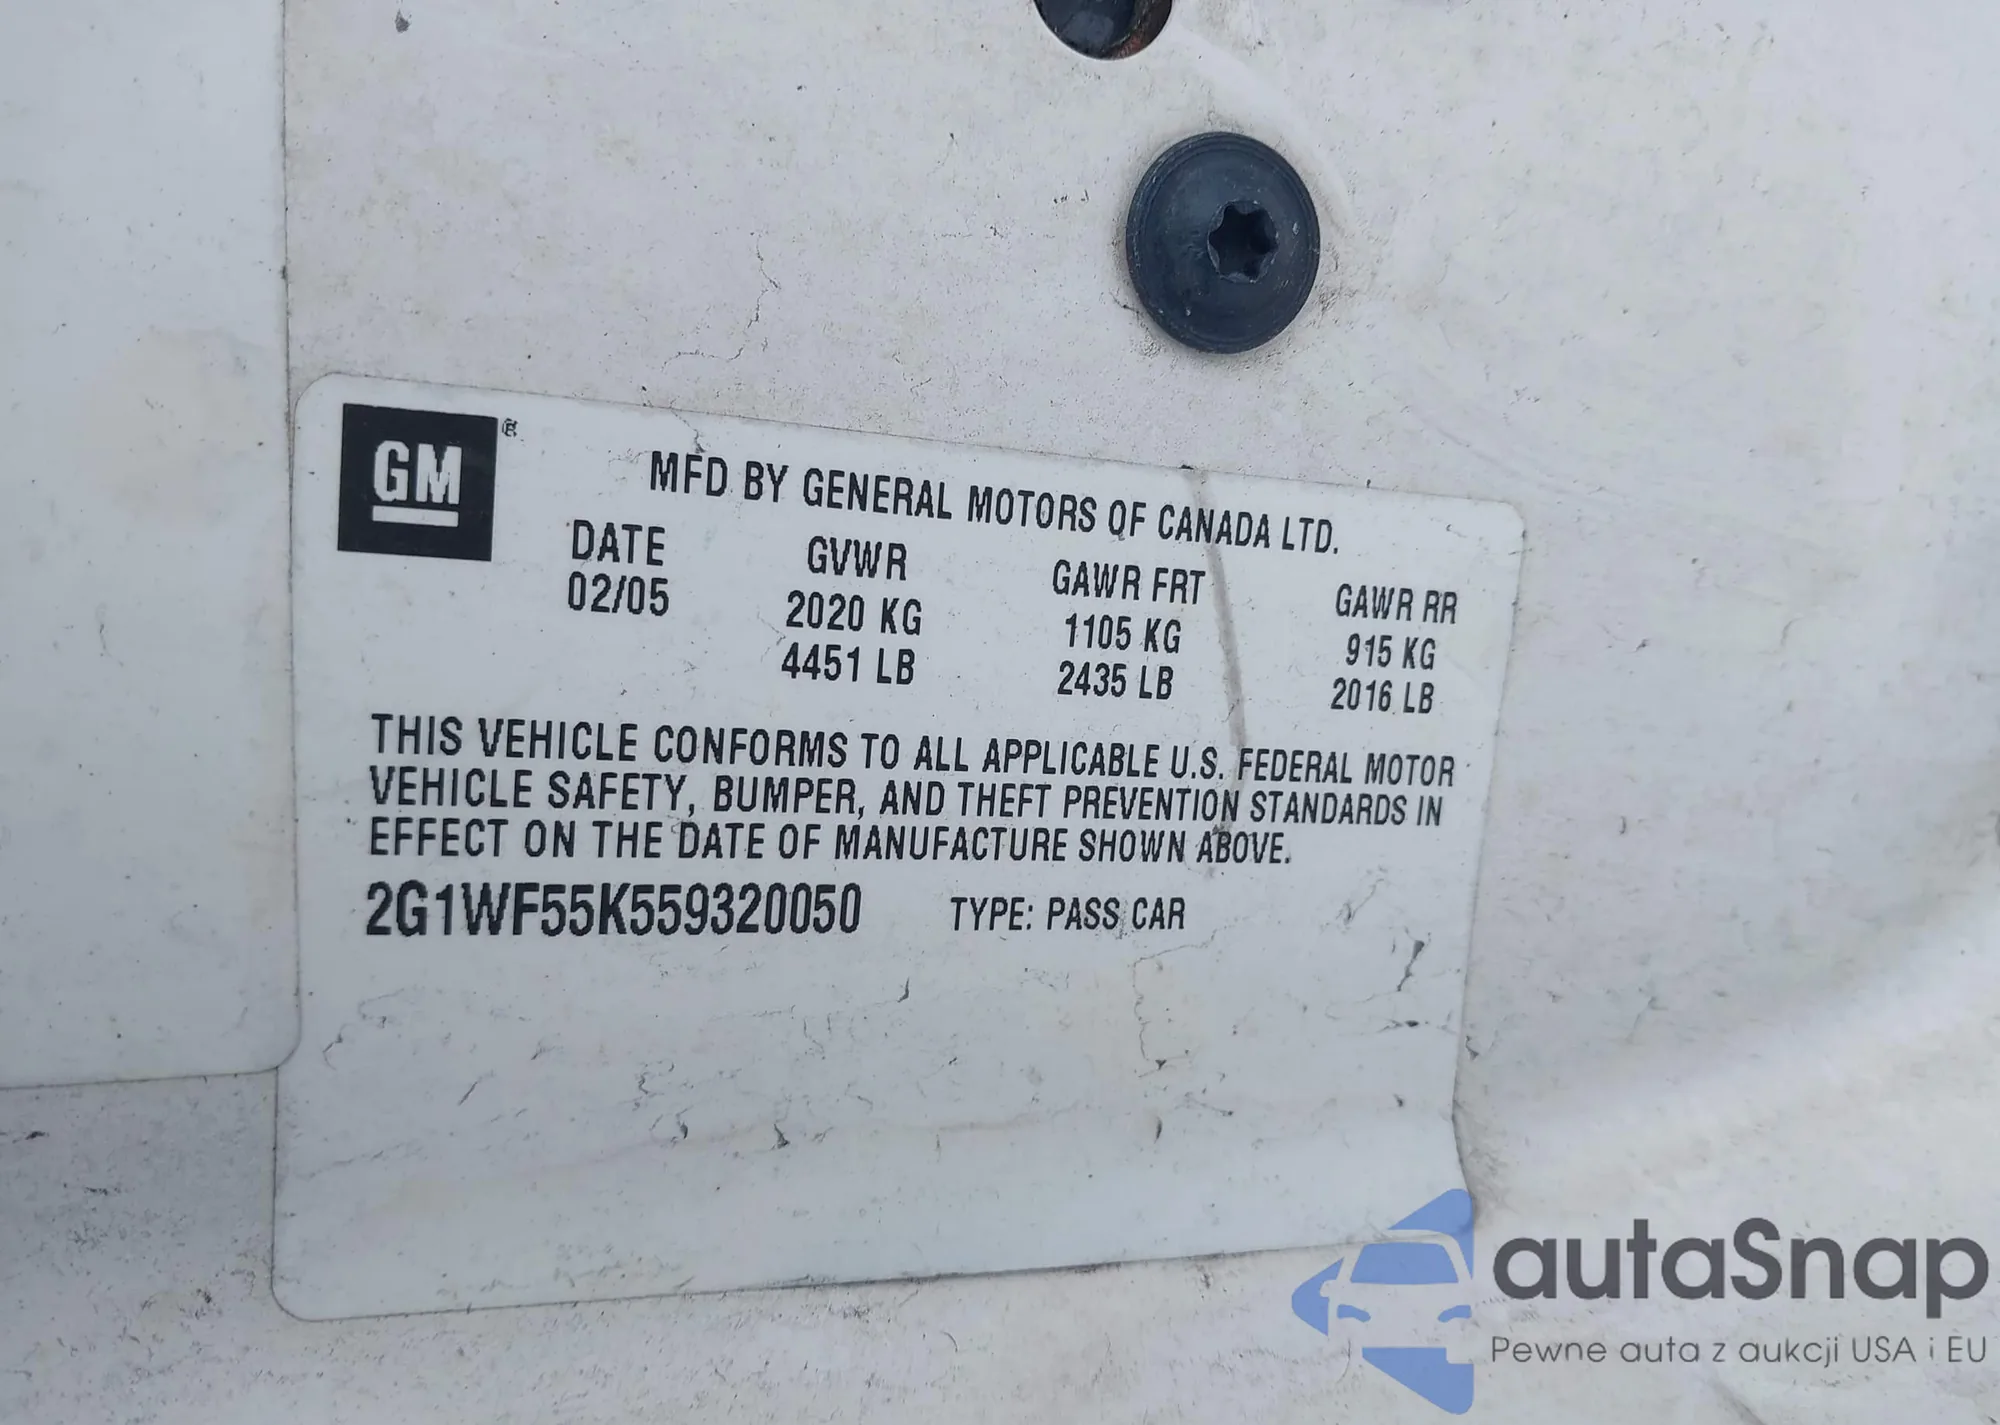 GM®
MFD BY GENERAL MOTORS OF CANADA LTD.
DATE GVWR GAWR FRT GAWR RR
02/05 2020 KG 1105 KG 915 KG
4451 LB 2435 LB 2016 LB
THIS VEHICLE CONFORMS TO ALL APPLICABLE U.S. FEDERAL MOTOR
VEHICLE SAFETY, BUMPER, AND THEFT PREVENTION STANDARDS IN
EFFECT ON THE DATE OF MANUFACTURE SHOWN ABOVE.
2G1WF55K559320050 TYPE: PASS CAR
autaSnap
Pewne auta z aukcji USA i EU